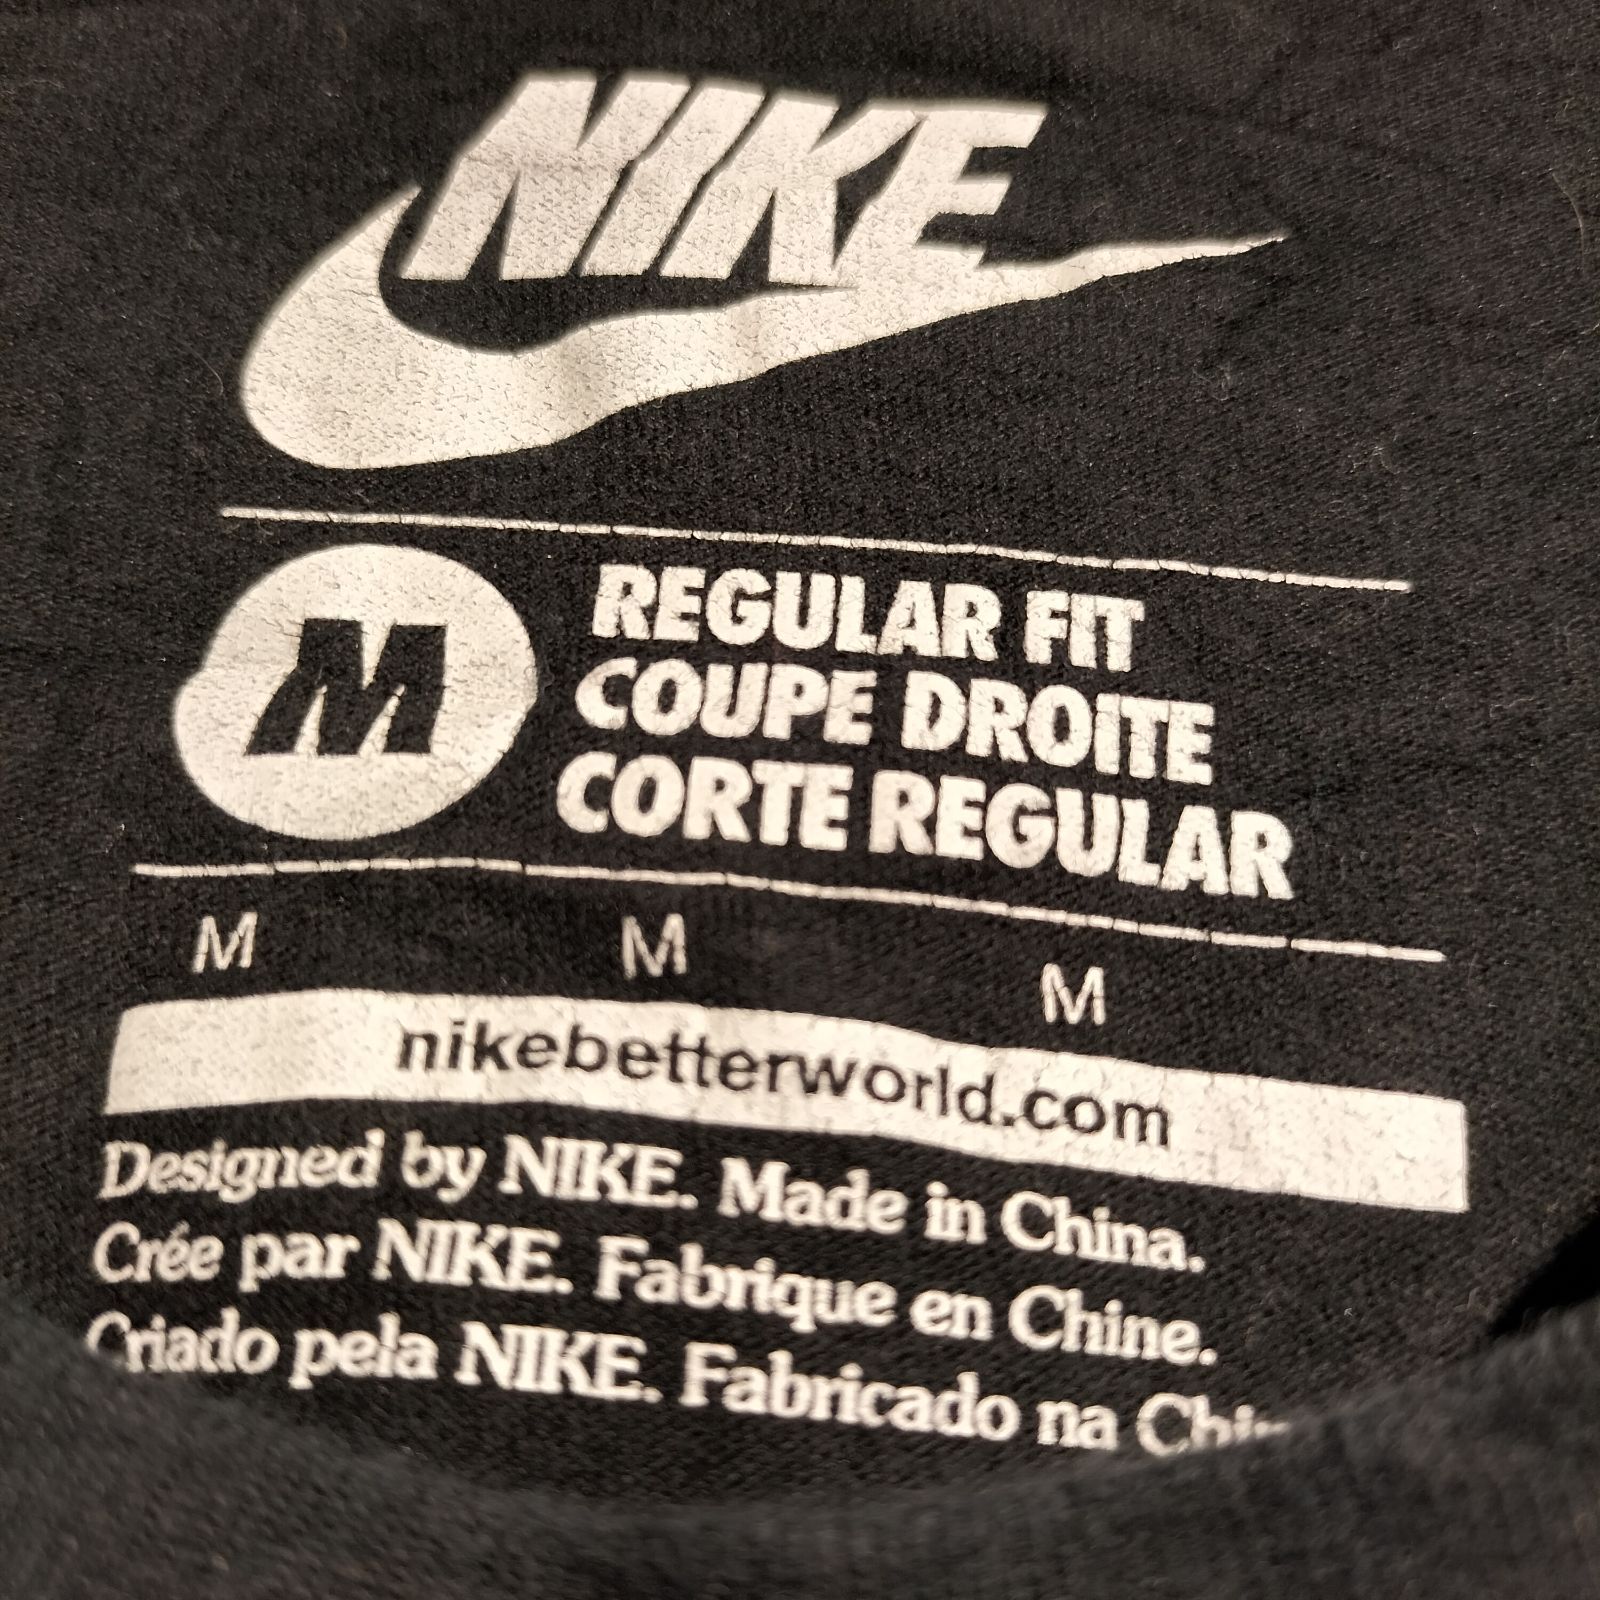 NIKE
M
REGULAR FIT
COUPE DROITE
CORTE REGULAR
M M M
nikebetterworld.com
Designed by NIKE. Made in China.
Crée par NIKE. Fabrique en Chine.
Criado pela NIKE. Fabricado na